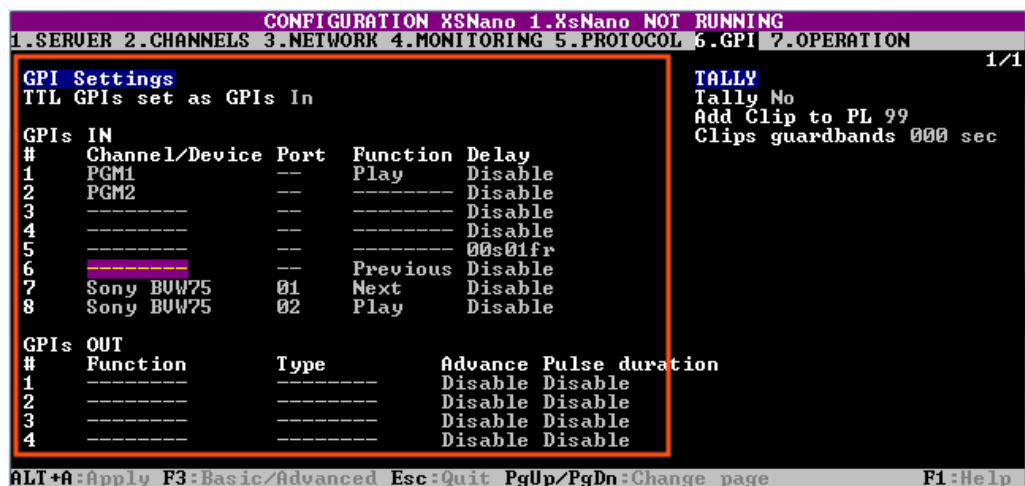 CONFIGURATION XSNano 1.XsNano NOT RUNNING
1.SERVER 2.CHANNELS 3.NETWORK 4.MONITORING 5.PROTOCOL 6.GPI 7.OPERATION
1/1
GPI Settings
TTL GPIs set as GPIs In
GPIs IN
# Channel/Device Port Function Delay
1 PGM1 -- Play Disable
2 PGM2 -- -------- Disable
3 -------- -- -------- Disable
4 -------- -- -------- Disable
5 -------- -- -------- 00s01fr
6 -------- -- Previous Disable
7 Sony BVW75 01 Next Disable
8 Sony BVW75 02 Play Disable
GPIs OUT
# Function Type Advance Pulse duration
1 -------- -------- Disable Disable
2 -------- -------- Disable Disable
3 -------- -------- Disable Disable
4 -------- -------- Disable Disable
TALLY
Tally No
Add Clip to PL 99
Clips guardbands 000 sec
ALT+A:Apply F3:Basic/Advanced Esc:Quit PgUp/PgDn:Change page F1:Help